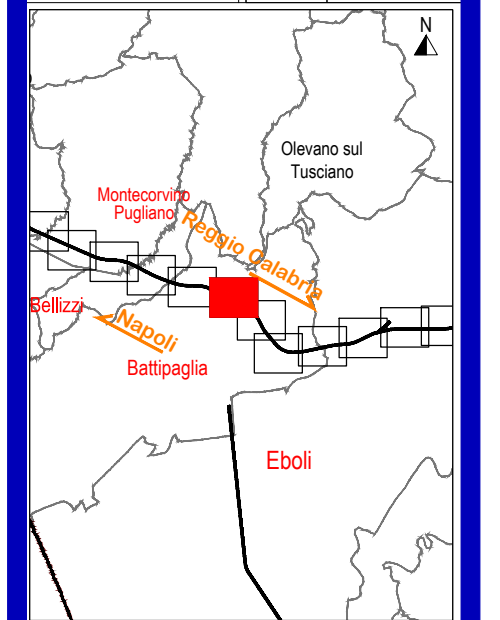 N
Olevano sul
Tusciano
Montecorvino
Pugliano
Reggio Calabria
Bellizzi
Napoli
Battipaglia
Eboli